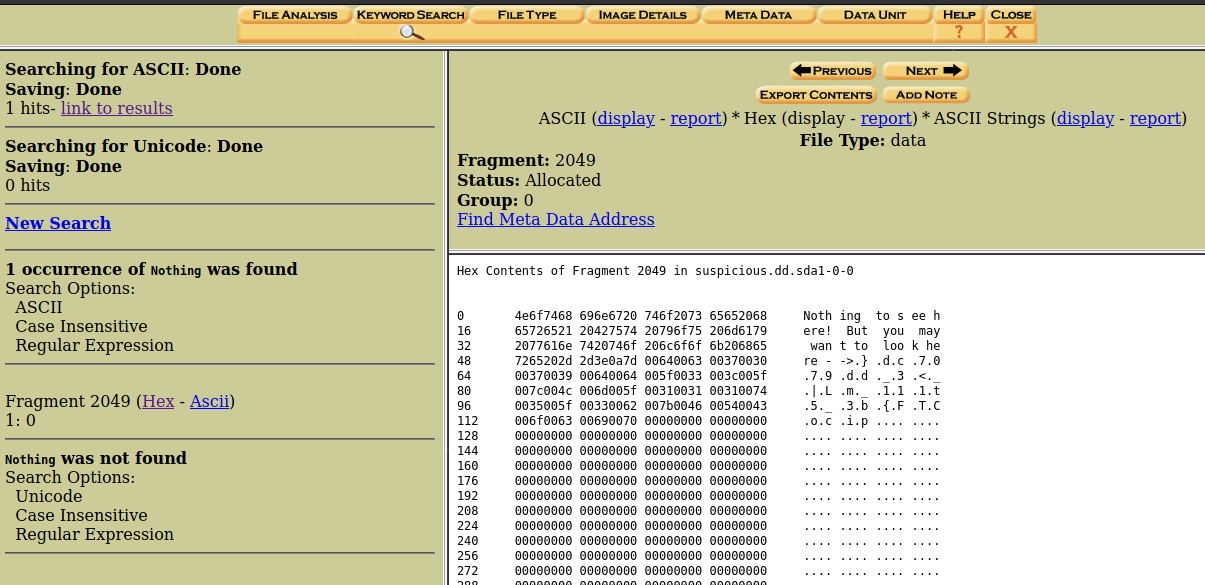 FILE ANALYSIS KEYWORD SEARCH FILE TYPE IMAGE DETAILS META DATA DATA UNIT HELP CLOSE
? X
Searching for ASCII: Done
Saving: Done
1 hits- link to results
Searching for Unicode: Done
Saving: Done
0 hits
New Search
1 occurrence of Nothing was found
Search Options:
ASCII
Case Insensitive
Regular Expression
Fragment 2049 (Hex - Ascii)
1: 0
Nothing was not found
Search Options:
Unicode
Case Insensitive
Regular Expression
PREVIOUS NEXT
EXPORT CONTENTS ADD NOTE
ASCII (display - report) * Hex (display - report) * ASCII Strings (display - report)
File Type: data
Fragment: 2049
Status: Allocated
Group: 0
Find Meta Data Address
Hex Contents of Fragment 2049 in suspicious.dd.sda1-0-0
0 4e6f7468 696e6720 746f2073 65652068 Noth ing  to s ee h
16 65726521 20427574 20796f75 206d6179 ere!  But  you  may
32 2077616e 7420746f 206c6f6f 6b206865  wan t to  loo k he
48 7265202d 2d3e0a7d 00640063 00370030 re - ->.} .d.c .7.0
64 00370039 00640064 005f0033 003c005f .7.9 .d.d ._.3 .<._
80 007c004c 006d005f 00310031 00310074 .|.L .m._ .1.1 .1.t
96 0035005f 00330062 007b0046 00540043 .5._ .3.b .{.F .T.C
112 006f0063 00690070 00000000 00000000 .o.c .i.p .... ....
128 00000000 00000000 00000000 00000000 .... .... .... ....
144 00000000 00000000 00000000 00000000 .... .... .... ....
160 00000000 00000000 00000000 00000000 .... .... .... ....
176 00000000 00000000 00000000 00000000 .... .... .... ....
192 00000000 00000000 00000000 00000000 .... .... .... ....
208 00000000 00000000 00000000 00000000 .... .... .... ....
224 00000000 00000000 00000000 00000000 .... .... .... ....
240 00000000 00000000 00000000 00000000 .... .... .... ....
256 00000000 00000000 00000000 00000000 .... .... .... ....
272 00000000 00000000 00000000 00000000 .... .... .... ....